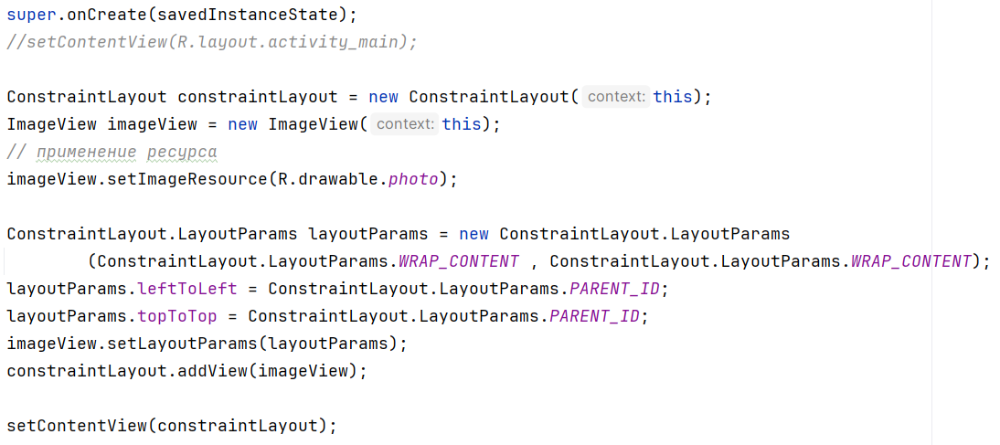 super.onCreate(savedInstanceState);
//setContentView(R.layout.activity_main);
ConstraintLayout constraintLayout = new ConstraintLayout( context: this);
ImageView imageView = new ImageView( context: this);
// применение ресурса
imageView.setImageResource(R.drawable.photo);
ConstraintLayout.LayoutParams layoutParams = new ConstraintLayout.LayoutParams
(ConstraintLayout.LayoutParams.WRAP_CONTENT , ConstraintLayout.LayoutParams.WRAP_CONTENT);
layoutParams.leftToLeft = ConstraintLayout.LayoutParams.PARENT_ID;
layoutParams.topToTop = ConstraintLayout.LayoutParams.PARENT_ID;
imageView.setLayoutParams(layoutParams);
constraintLayout.addView(imageView);
setContentView(constraintLayout);